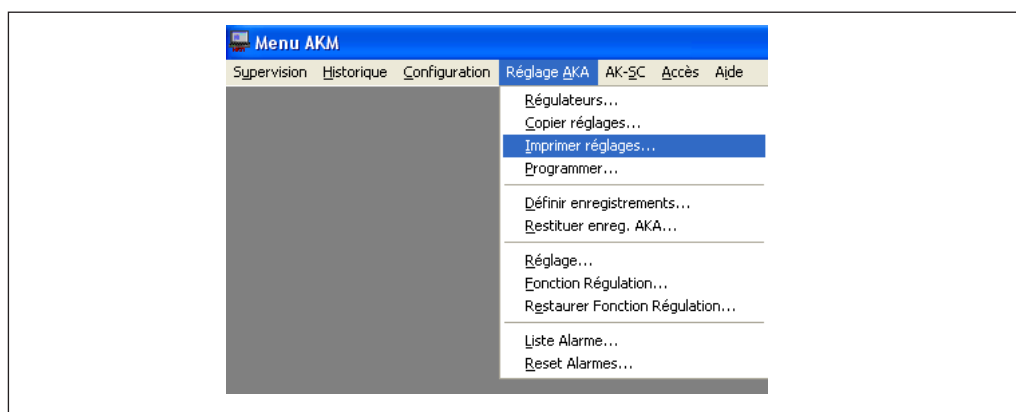 Menu AKM
Supervision Historique Configuration Réglage AKA AK-SC Accès Aide
Régulateurs...
Copier réglages...
Imprimer réglages...
Programmer...
Définir enregistrements...
Restituer enreg. AKA...
Réglage...
Fonction Régulation...
Restaurer Fonction Régulation...
Liste Alarme...
Reset Alarmes...